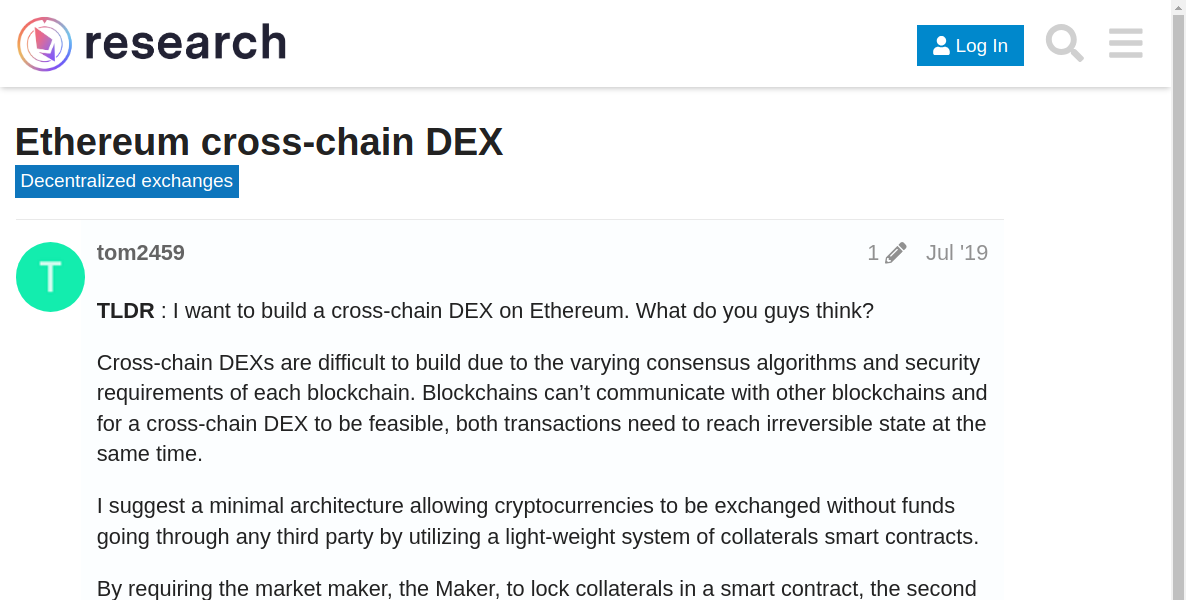 research
Log In
Ethereum cross-chain DEX
Decentralized exchanges
T
tom2459
1
Jul '19
TLDR : I want to build a cross-chain DEX on Ethereum. What do you guys think?
Cross-chain DEXs are difficult to build due to the varying consensus algorithms and security
requirements of each blockchain. Blockchains can’t communicate with other blockchains and
for a cross-chain DEX to be feasible, both transactions need to reach irreversible state at the
same time.
I suggest a minimal architecture allowing cryptocurrencies to be exchanged without funds
going through any third party by utilizing a light-weight system of collaterals smart contracts.
By requiring the market maker, the Maker, to lock collaterals in a smart contract, the second